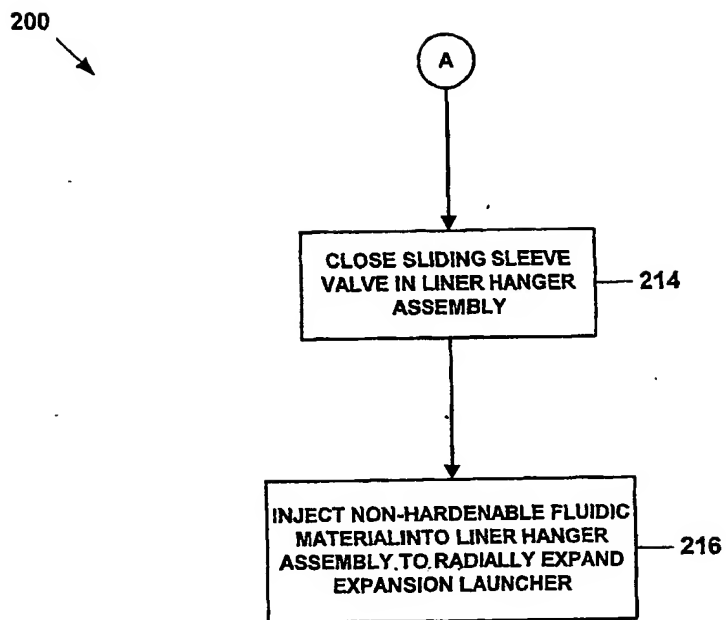 200
A
CLOSE SLIDING SLEEVE
VALVE IN LINER HANGER
ASSEMBLY
214
INJECT NON-HARDENABLE FLUIDIC
MATERIALINTO LINER HANGER
ASSEMBLY.TO RADIALLY EXPAND
EXPANSION LAUNCHER
216